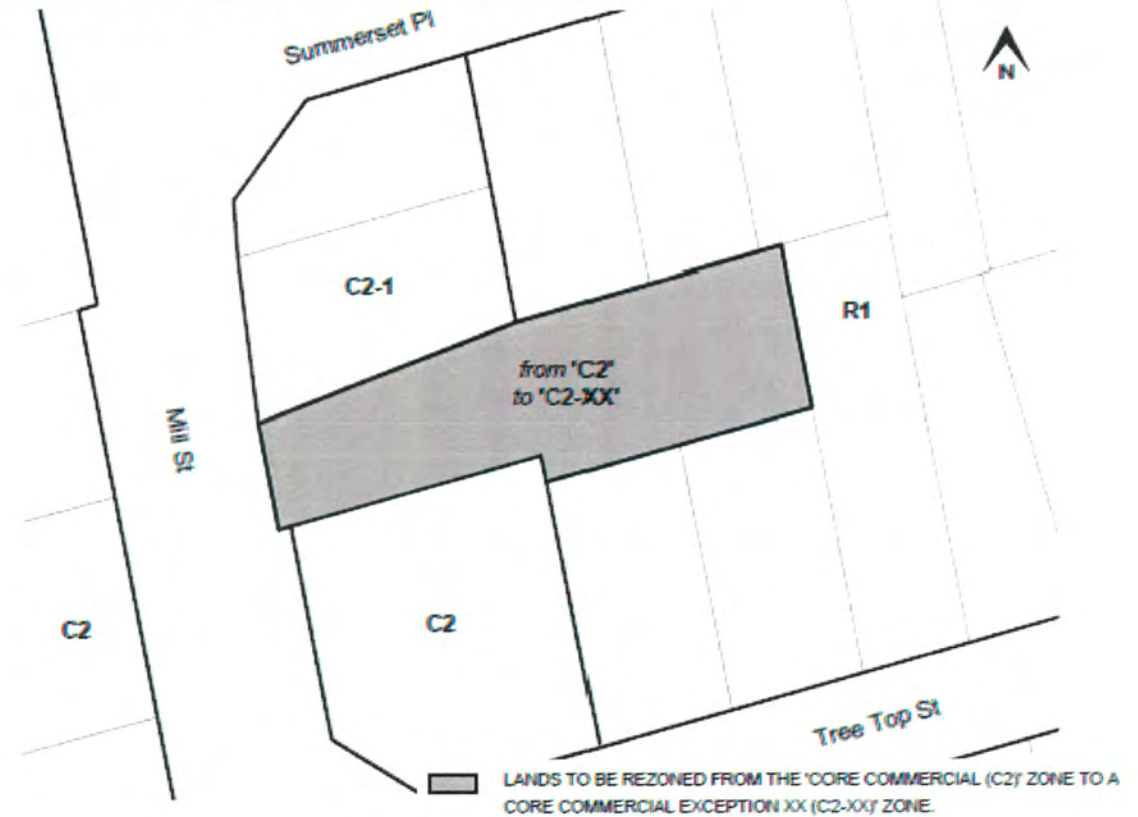 Summerset Pl
N
C2-1
R1
from "C2"
to "C2-XX"
Mill St
C2
C2
Tree Top St
LANDS TO BE REZONED FROM THE 'CORE COMMERCIAL (C2)' ZONE TO A
CORE COMMERCIAL EXCEPTION XX (C2-XX)' ZONE.